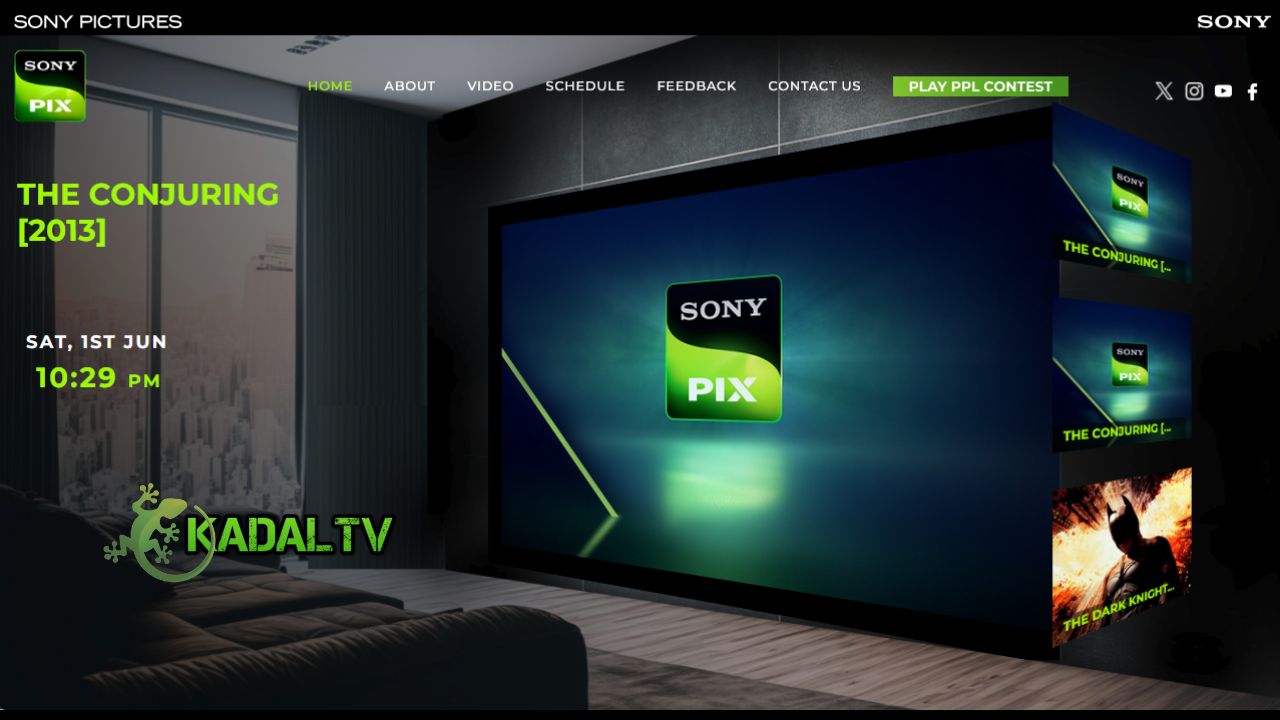 SONY PICTURES
SONY
SONY
PIX
HOME
ABOUT
VIDEO
SCHEDULE
FEEDBACK
CONTACT US
PLAY PPL CONTEST
THE CONJURING
[2013]
SAT, 1ST JUN
10:29 PM
KADALTV
SONY
PIX
SONY
PIX
THE CONJURING [...
SONY
PIX
THE CONJURING [...
THE DARK KNIGHT...